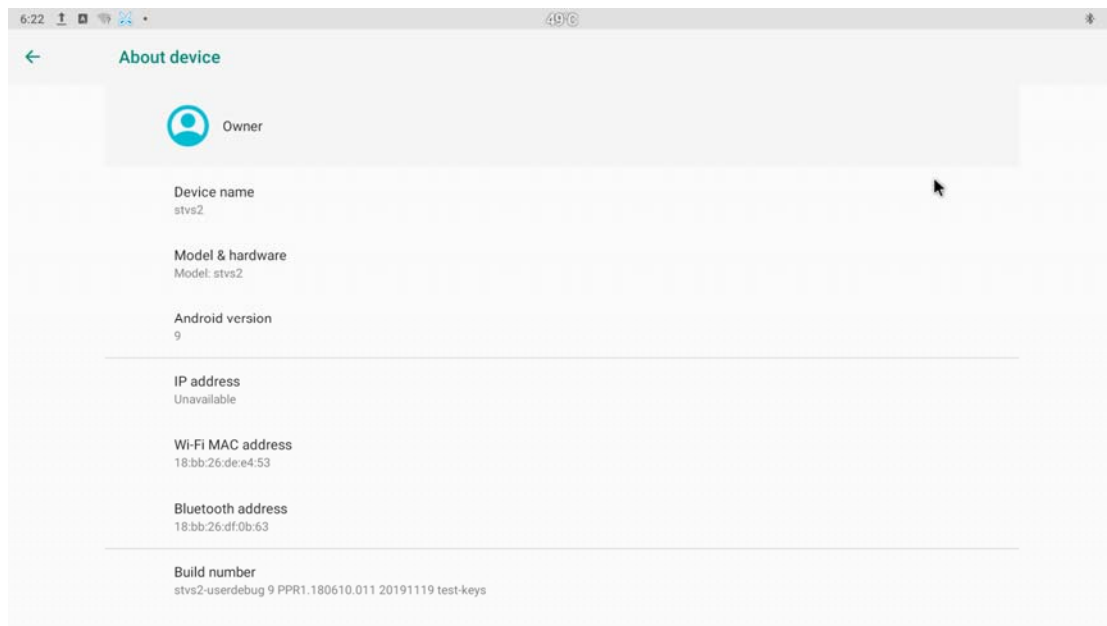 6:22
49°C
About device
Owner
Device name
stvs2
Model & hardware
Model: stvs2
Android version
9
IP address
Unavailable
Wi-Fi MAC address
18:bb:26:de:e4:53
Bluetooth address
18:bb:26:df:0b:63
Build number
stvs2-userdebug 9 PPR1.180610.011 20191119 test-keys